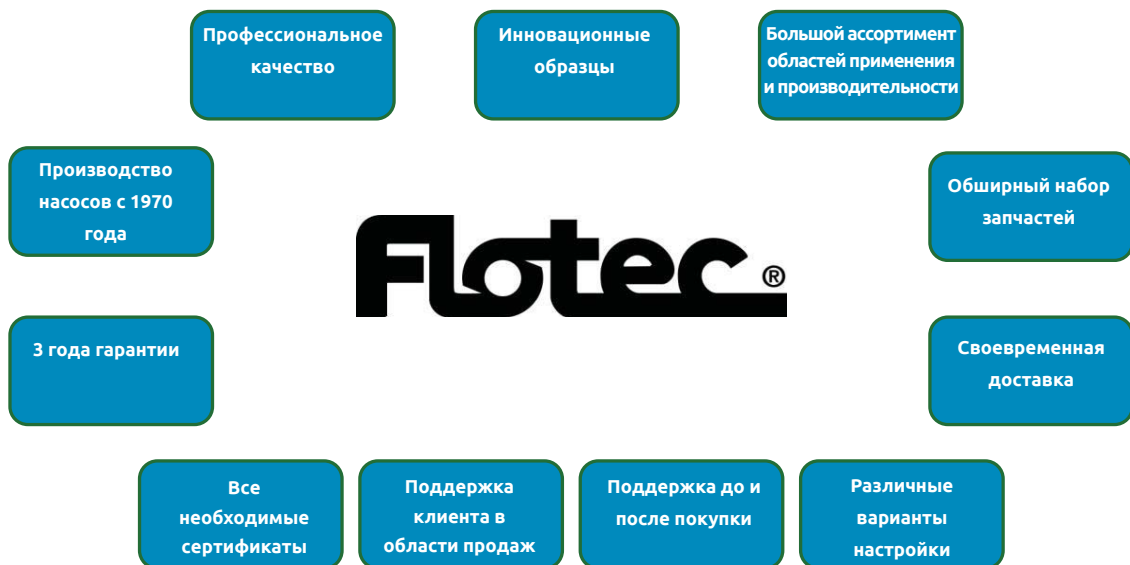 Профессиональное
качество
Инновационные
образцы
Большой ассортимент
областей применения
и производительности
Производство
насосов с 1970
года
Обширный набор
запчастей
Flotec®
3 года гарантии
Своевременная
доставка
Все
необходимые
сертификаты
Поддержка
клиента в
области продаж
Поддержка до и
после покупки
Различные
варианты
настройки